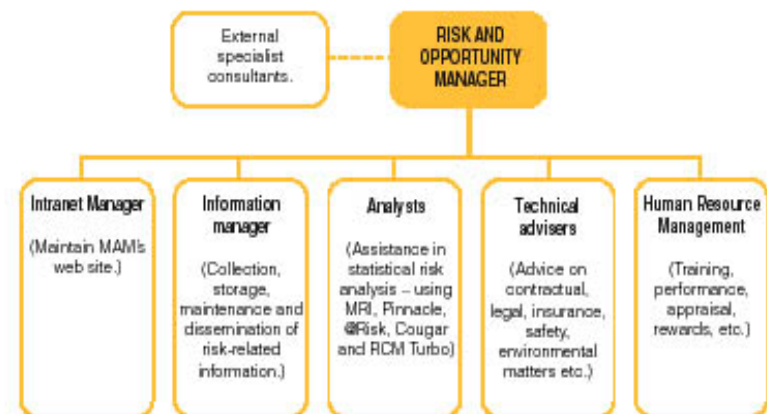 External
specialist
consultants.
RISK AND
OPPORTUNITY
MANAGER
Intranet Manager
(Maintain MAM's
web site.)
Information
manager
(Collection,
storage,
maintenance and
dissemination of
risk-related
information.)
Analysts
(Assistance in
statistical risk
analysis – using
MRI, Pinnacle,
@Risk, Cougar
and RCM Turbo)
Technical
advisers
(Advice on
contractual,
legal, insurance,
safety,
environmental
matters etc.)
Human Resource
Management
(Training,
performance,
appraisal,
rewards, etc.)